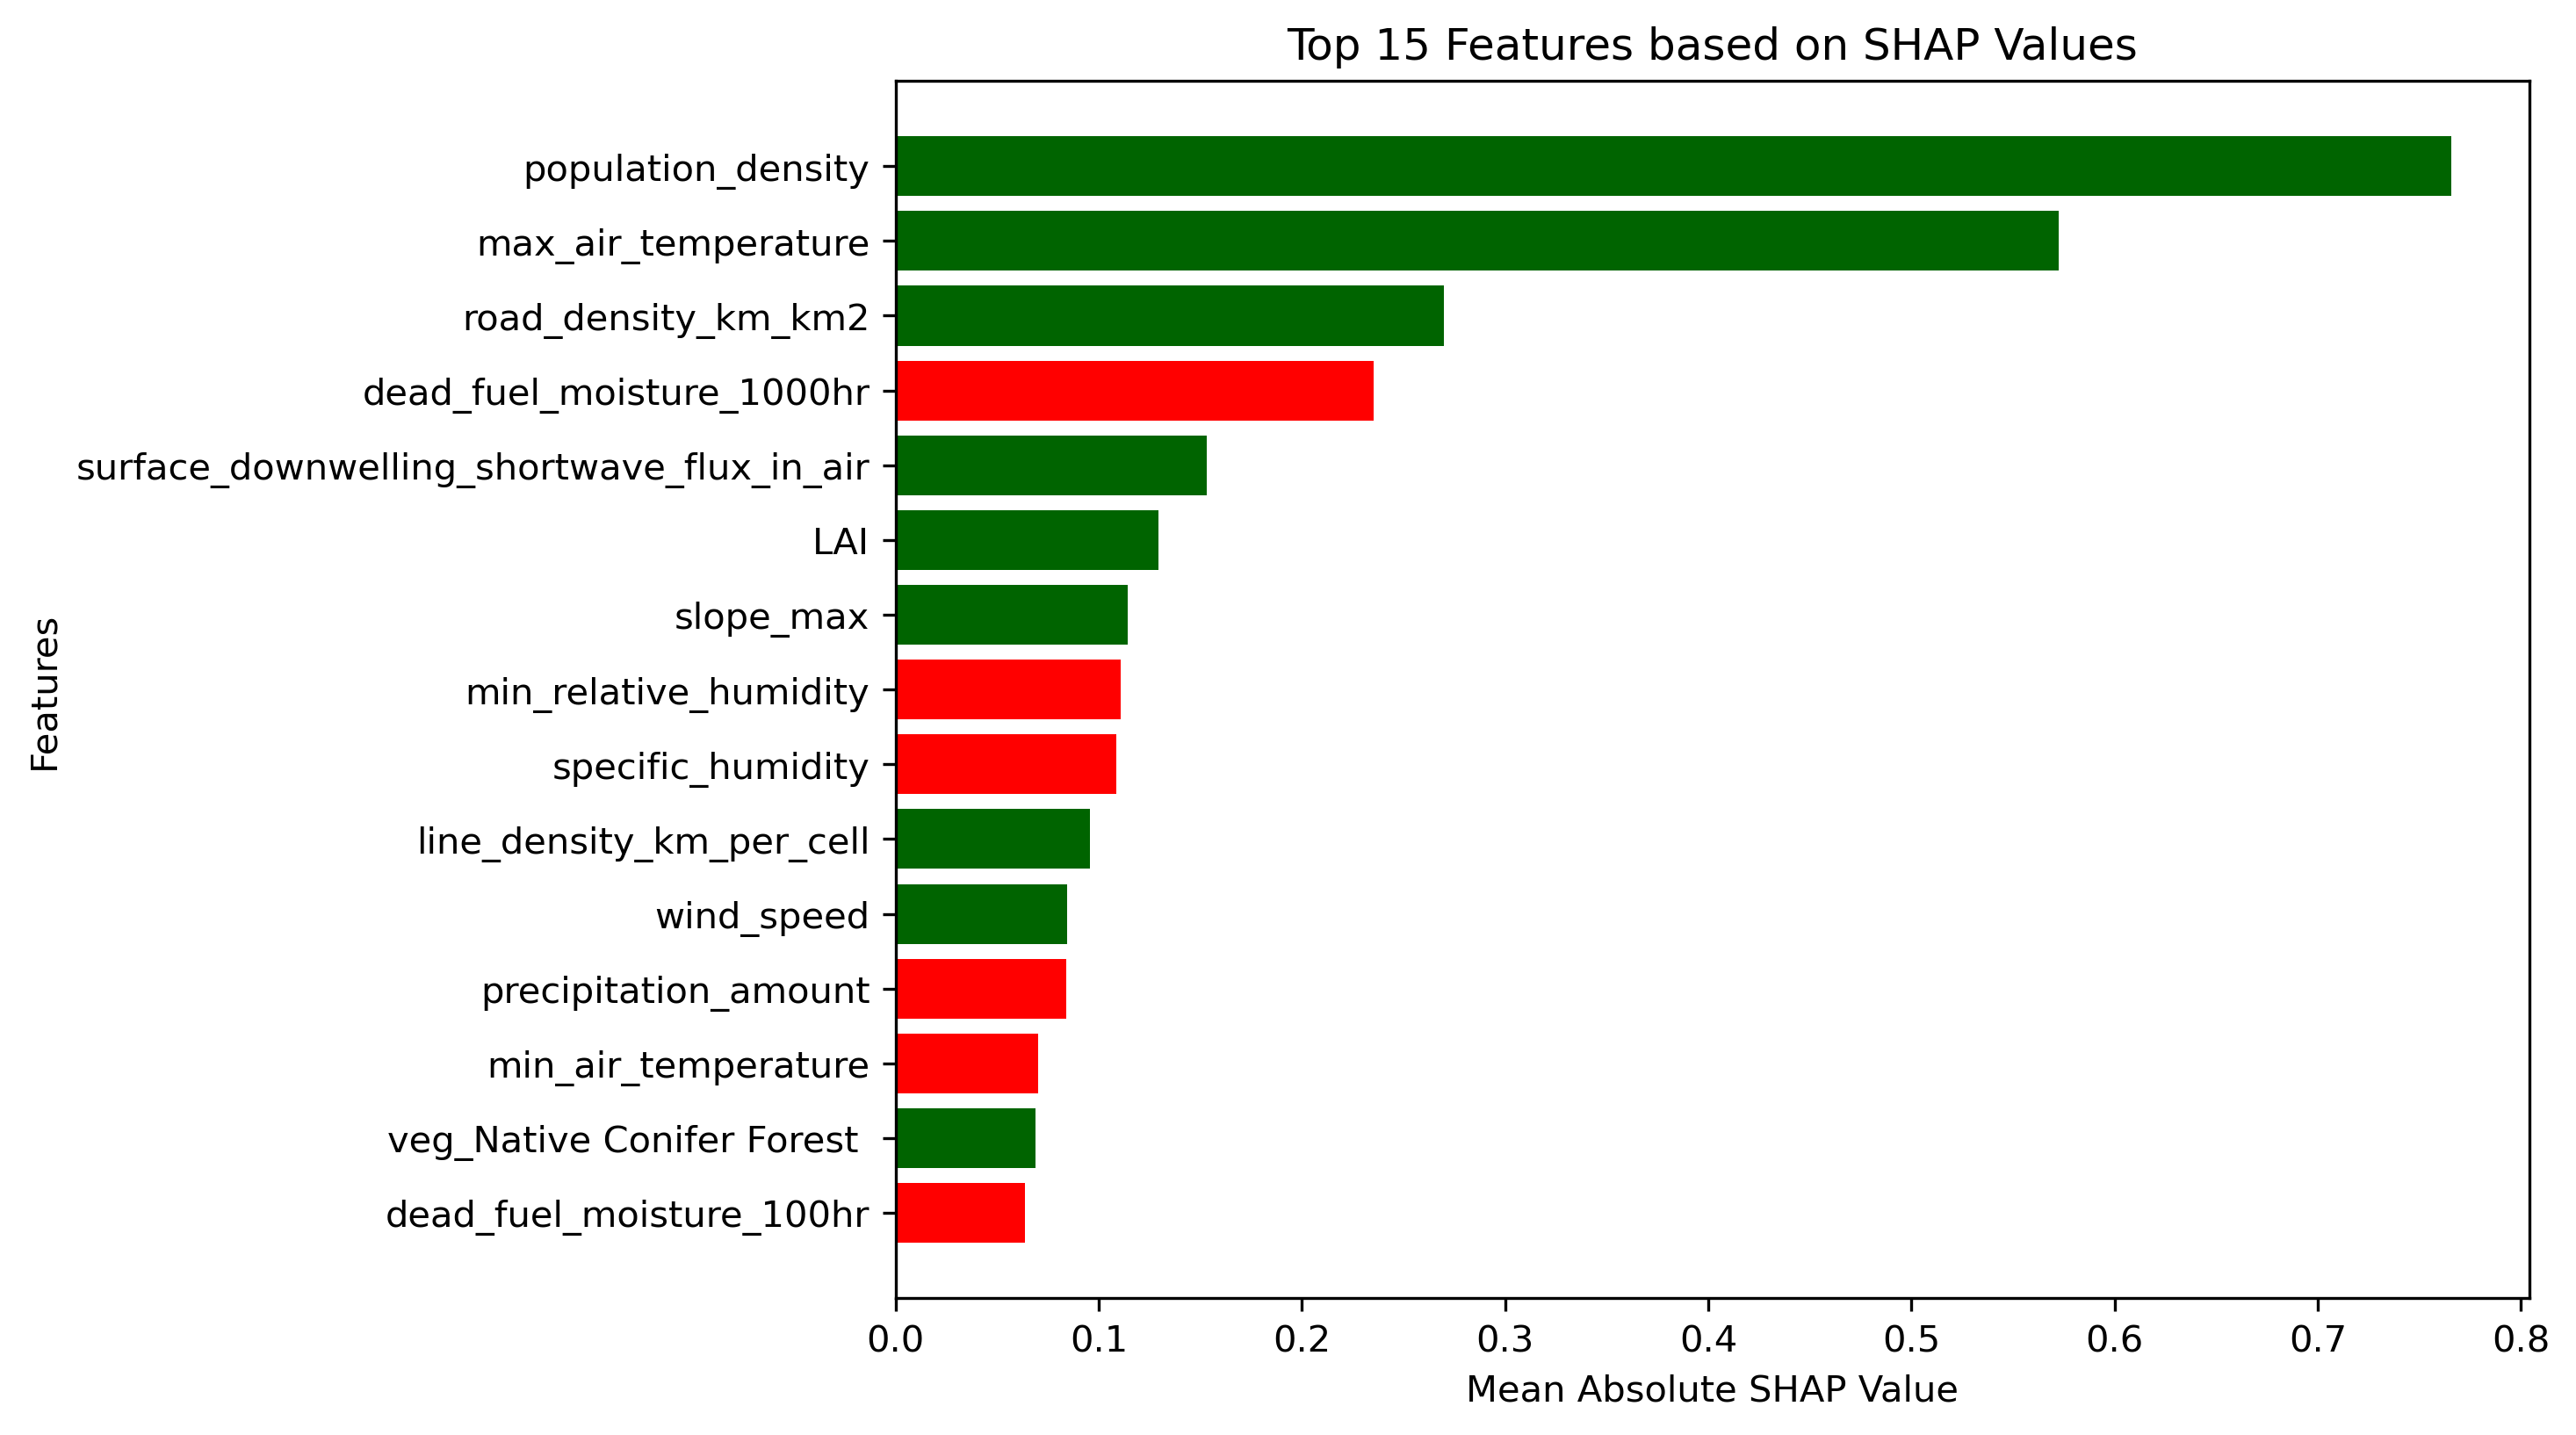 Top 15 Features based on SHAP Values
population_density
max_air_temperature
road_density_km_km2
dead_fuel_moisture_1000hr
surface_downwelling_shortwave_flux_in_air
LAI
slope_max
min_relative_humidity
specific_humidity
line_density_km_per_cell
wind_speed
precipitation_amount
min_air_temperature
veg_Native Conifer Forest
dead_fuel_moisture_100hr
Features
0.0 0.1 0.2 0.3 0.4 0.5 0.6 0.7 0.8
Mean Absolute SHAP Value